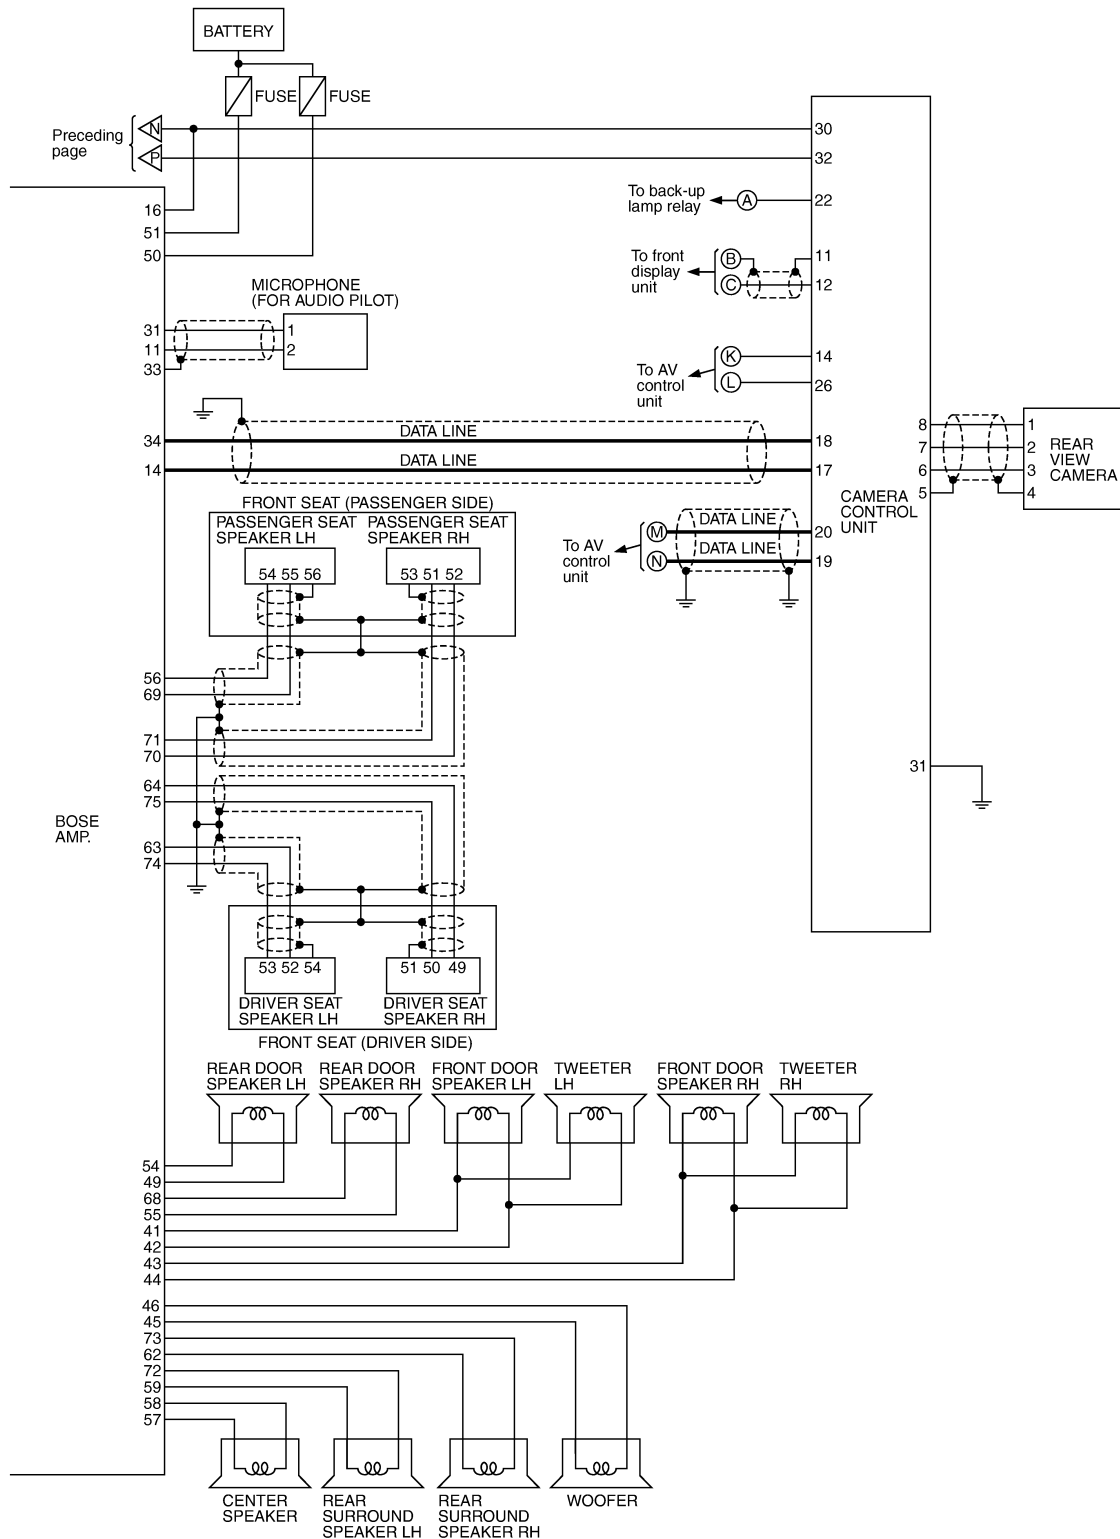 BATTERY
FUSE FUSE
Preceding
page
N
P
30
32
To back-up
lamp relay
A
22
16
51
50
To front
display
unit
B
C
11
12
MICROPHONE
(FOR AUDIO PILOT)
31
11
33
1
2
To AV
control
unit
K
L
14
26
34
14
DATA LINE
DATA LINE
18
17
8
7
6
5
1
2
3
4
REAR
VIEW
CAMERA
CAMERA
CONTROL
UNIT
FRONT SEAT (PASSENGER SIDE)
PASSENGER SEAT
SPEAKER LH
PASSENGER SEAT
SPEAKER RH
54 55 56
53 51 52
To AV
control
unit
M
N
DATA LINE
DATA LINE
20
19
56
69
71
70
64
75
63
74
BOSE
AMP.
31
53 52 54
51 50 49
DRIVER SEAT
SPEAKER LH
DRIVER SEAT
SPEAKER RH
FRONT SEAT (DRIVER SIDE)
REAR DOOR
SPEAKER LH
REAR DOOR
SPEAKER RH
FRONT DOOR
SPEAKER LH
TWEETER
LH
FRONT DOOR
SPEAKER RH
TWEETER
RH
54
49
68
55
41
42
43
44
46
45
73
62
72
59
58
57
CENTER
SPEAKER
REAR
SURROUND
SPEAKER LH
REAR
SURROUND
SPEAKER RH
WOOFER